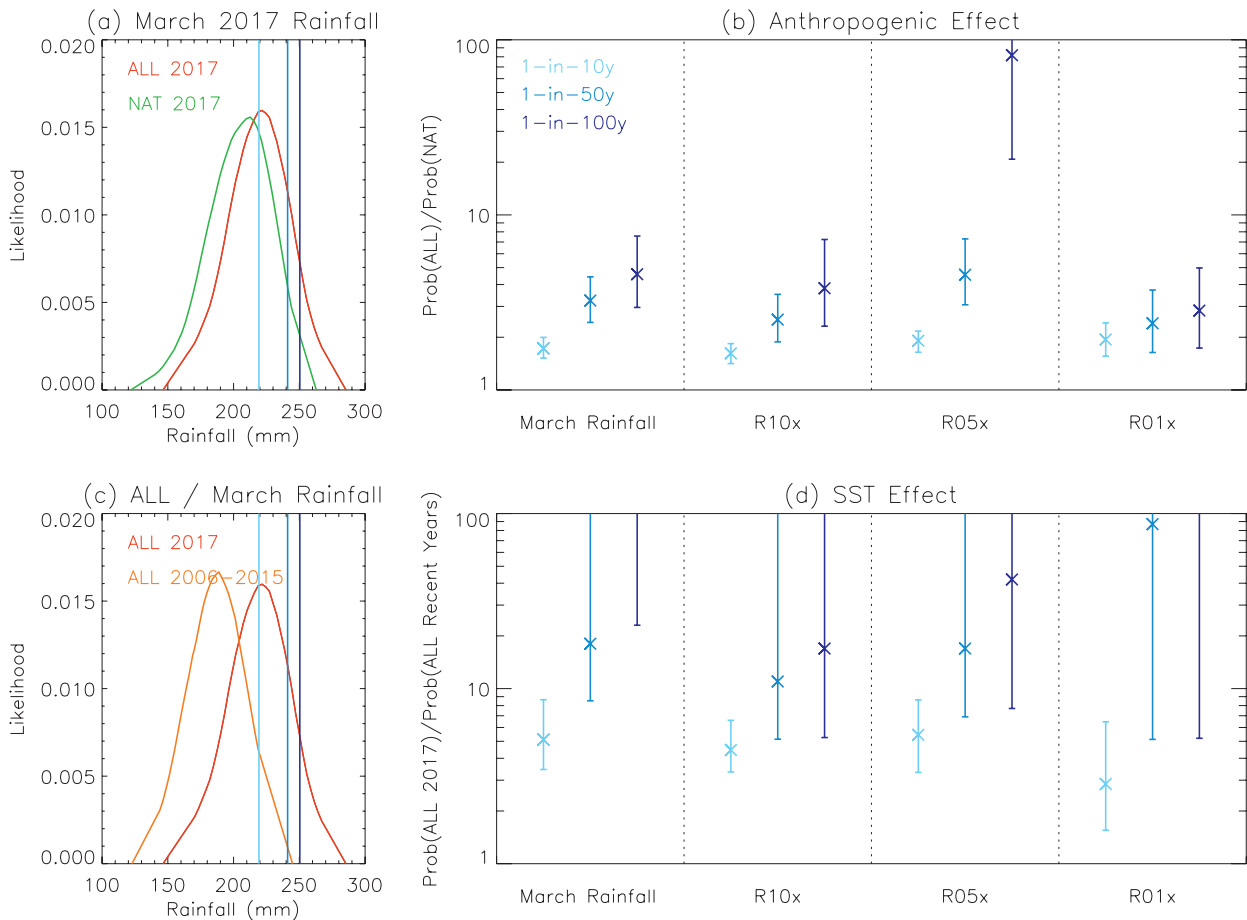 (a) March 2017 Rainfall
0.020
0.015
0.010
0.005
0.000
Likelihood
ALL 2017
NAT 2017
100 150 200 250 300
Rainfall (mm)
(b) Anthropogenic Effect
100
10
1
Prob(ALL)/Prob(NAT)
1-in-10y
1-in-50y
1-in-100y
March Rainfall R10x R05x R01x
(c) ALL / March Rainfall
0.020
0.015
0.010
0.005
0.000
Likelihood
ALL 2017
ALL 2006-2015
100 150 200 250 300
Rainfall (mm)
(d) SST Effect
100
10
1
Prob(ALL 2017)/Prob(ALL Recent Years)
March Rainfall R10x R05x R01x